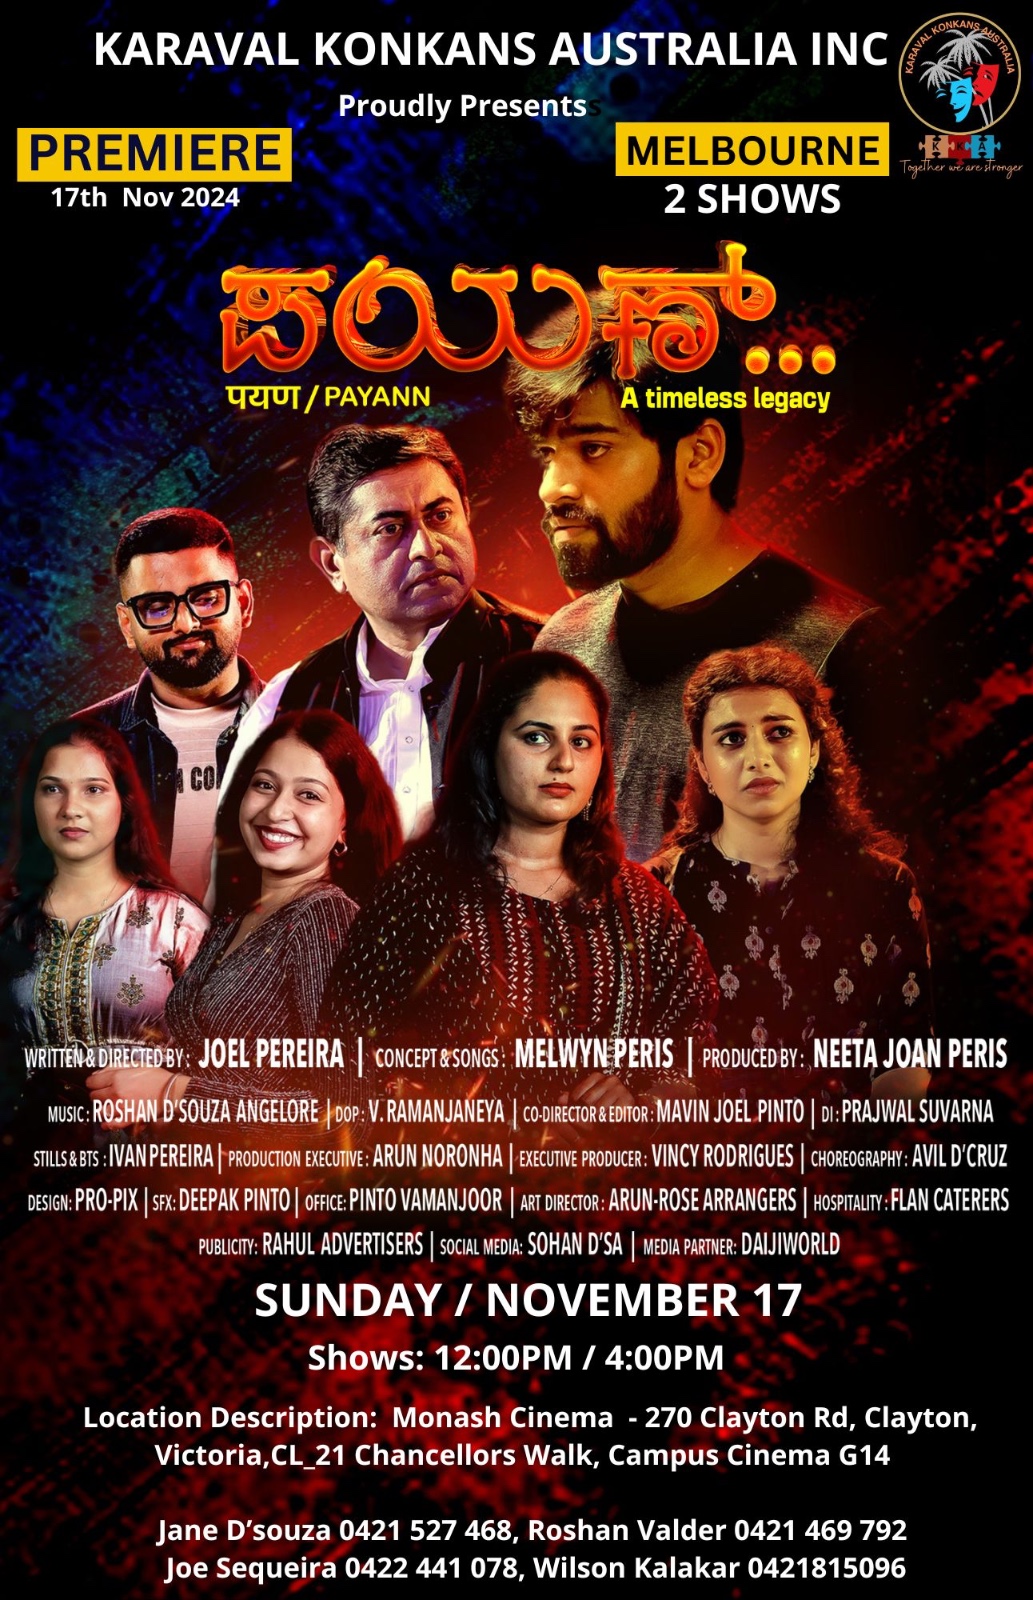 KARAVAL KONKANS AUSTRALIA INC
KARAVAL KONKANS AUSTRALIA
K K A
Together we are stronger
Proudly Presents
PREMIERE
17th Nov 2024
MELBOURNE
2 SHOWS
ಪಯಣ್...
पयण / PAYANN
A timeless legacy
WRITTEN & DIRECTED BY : JOEL PEREIRA | CONCEPT & SONGS : MELWYN PERIS | PRODUCED BY : NEETA JOAN PERIS
MUSIC : ROSHAN D'SOUZA ANGELORE | DOP : V. RAMANJANEYA | CO-DIRECTOR & EDITOR : MAVIN JOEL PINTO | DI : PRAJWAL SUVARNA
STILLS & BTS : IVAN PEREIRA | PRODUCTION EXECUTIVE : ARUN NORONHA | EXECUTIVE PRODUCER : VINCY RODRIGUES | CHOREOGRAPHY : AVIL D'CRUZ
DESIGN: PRO-PIX | SFX: DEEPAK PINTO | OFFICE: PINTO VAMANJOOR | ART DIRECTOR : ARUN-ROSE ARRANGERS | HOSPITALITY : FLAN CATERERS
PUBLICITY: RAHUL ADVERTISERS | SOCIAL MEDIA: SOHAN D'SA | MEDIA PARTNER: DAIJIWORLD
SUNDAY / NOVEMBER 17
Shows: 12:00PM / 4:00PM
Location Description: Monash Cinema - 270 Clayton Rd, Clayton,
Victoria,CL_21 Chancellors Walk, Campus Cinema G14
Jane D’souza 0421 527 468, Roshan Valder 0421 469 792
Joe Sequeira 0422 441 078, Wilson Kalakar 0421815096